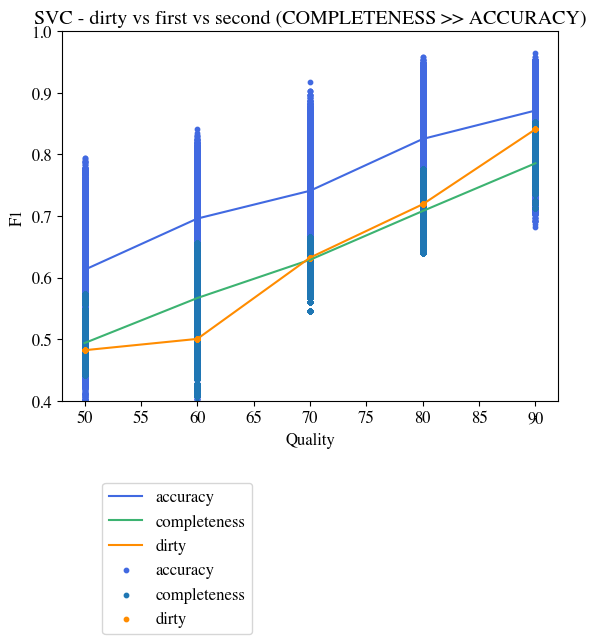 SVC - dirty vs first vs second (COMPLETENESS >> ACCURACY)
1.0
0.9
0.8
0.7
0.6
0.5
0.4
F1
50 55 60 65 70 75 80 85 90
Quality
accuracy
completeness
dirty
accuracy
completeness
dirty